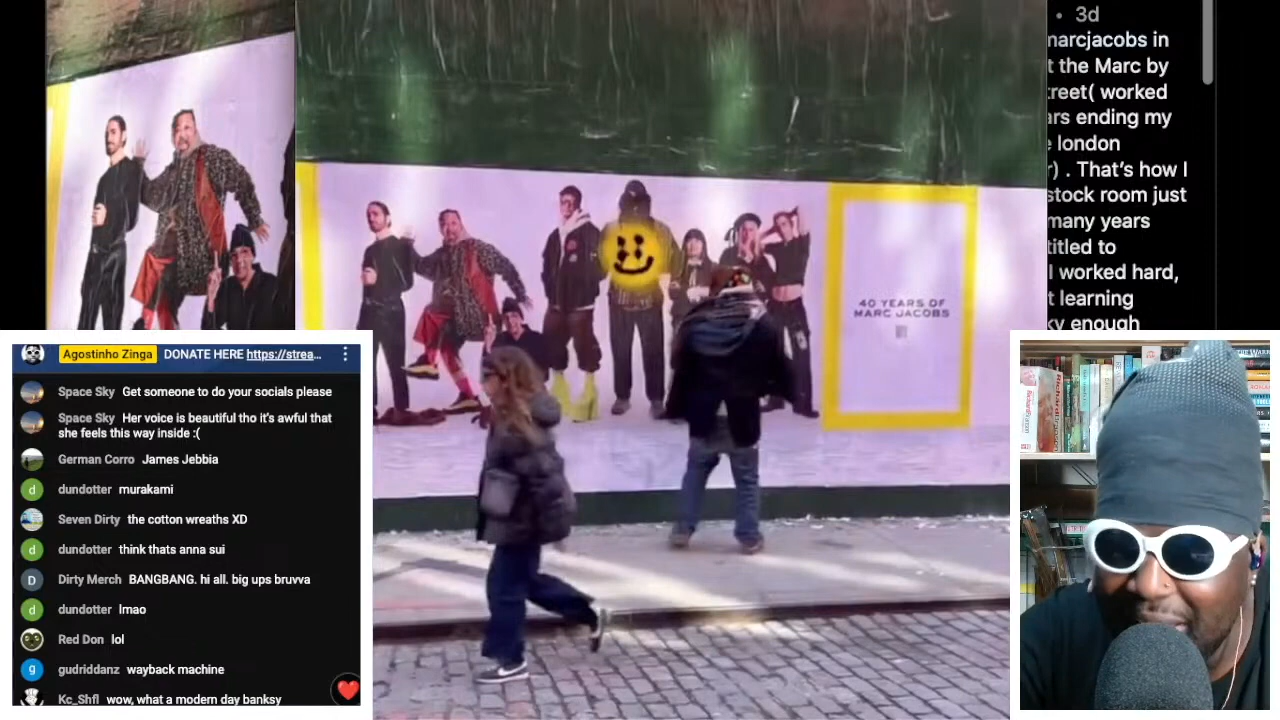 • 3d
marcjacobs in
t the Marc by
treet( worked
ars ending my
e london
r) . That's how I
stock room just
many years
titled to
I worked hard,
t learning
ky enough
40 YEARS OF
MARC JACOBS
Agostinho Zinga DONATE HERE https://strea...
Space Sky Get someone to do your socials please
Space Sky Her voice is beautiful tho it's awful that
she feels this way inside :(
German Corro James Jebbia
d dundotter murakami
Seven Dirty the cotton wreaths XD
d dundotter think thats anna sui
D Dirty Merch BANGBANG. hi all. big ups bruvva
d dundotter lmao
Red Don lol
g gudriddanz wayback machine
Kc_Shfl wow, what a modern day banksy